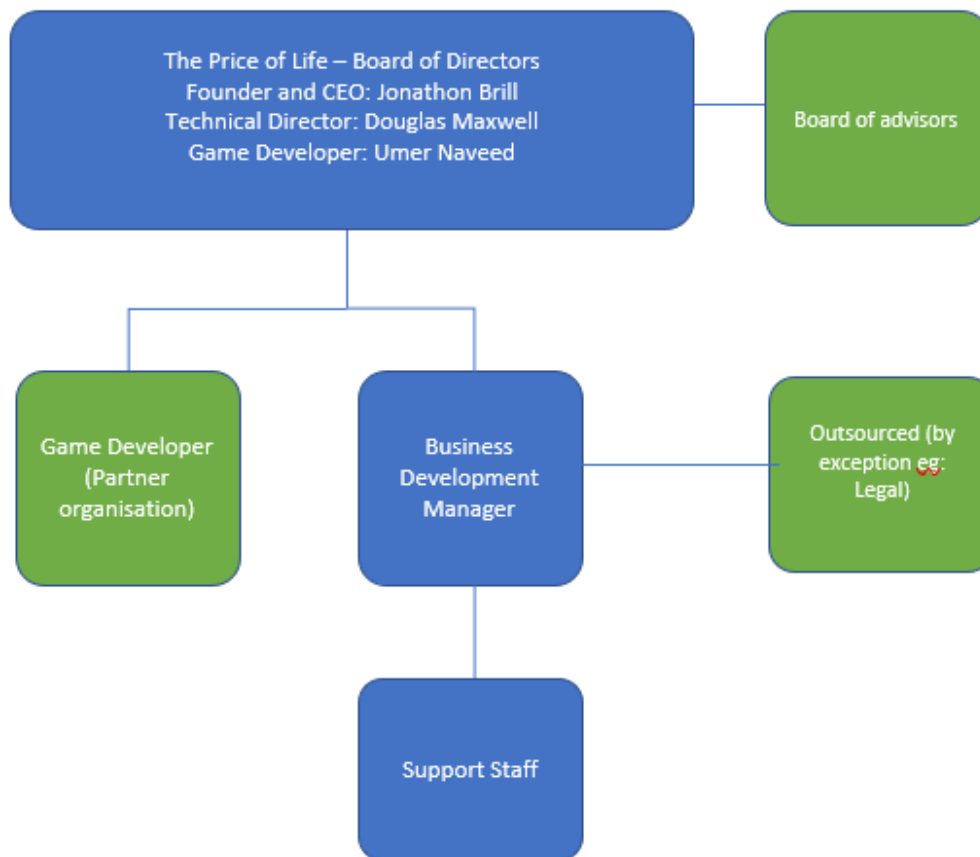 The Price of Life – Board of Directors
Founder and CEO: Jonathon Brill
Technical Director: Douglas Maxwell
Game Developer: Umer Naveed
Board of advisors
Game Developer
(Partner
organisation)
Business
Development
Manager
Outsourced (by
exception eg:
Legal)
Support Staff